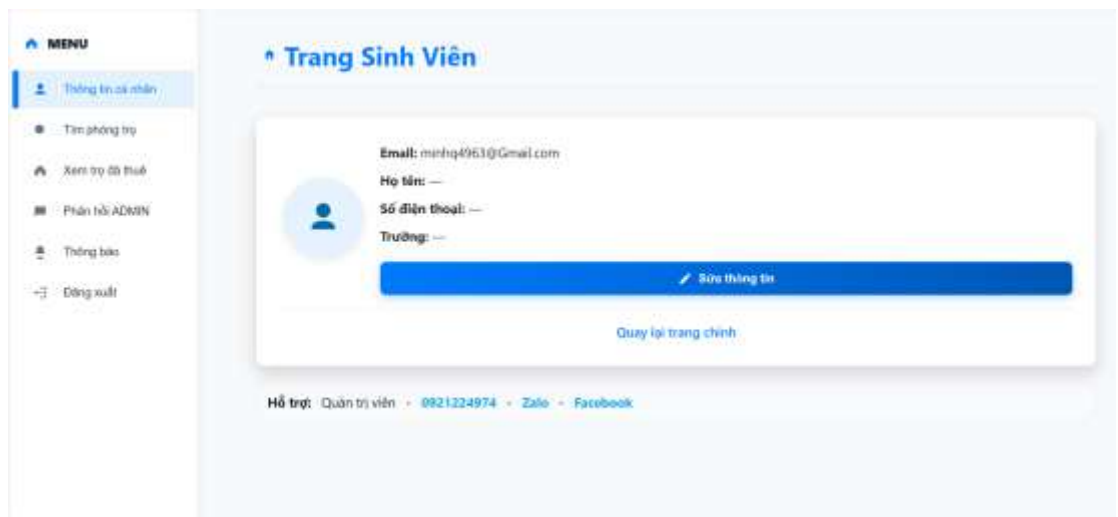 MENU
Thông tin cá nhân
Tìm phòng trọ
Xem trọ đã thuê
Phản hồi ADMIN
Thông báo
Đăng xuất
Trang Sinh Viên
Email: minhq4963@Gmail.com
Họ tên: —
Số điện thoại: —
Trường: —
Sửa thông tin
Quay lại trang chính
Hỗ trợ: Quản trị viên - 0921224974 - Zalo - Facebook